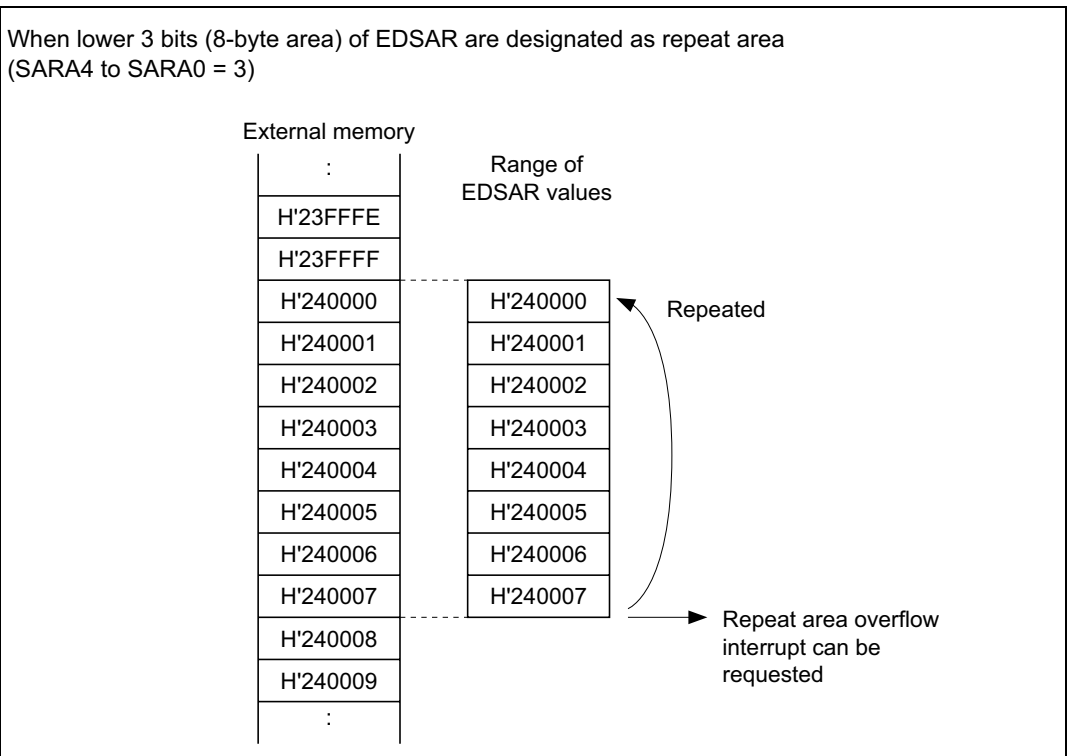 When lower 3 bits (8-byte area) of EDSAR are designated as repeat area
(SARA4 to SARA0 = 3)
External memory
:
H'23FFFE
H'23FFFF
H'240000
H'240001
H'240002
H'240003
H'240004
H'240005
H'240006
H'240007
H'240008
H'240009
:
Range of
EDSAR values
H'240000
H'240001
H'240002
H'240003
H'240004
H'240005
H'240006
H'240007
Repeated
Repeat area overflow
interrupt can be
requested